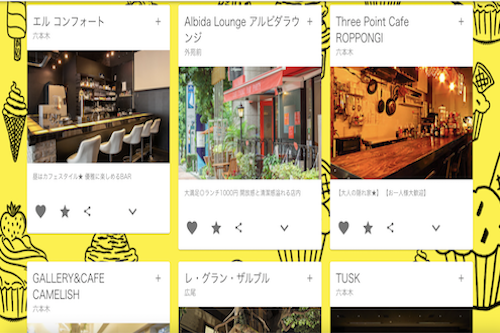 エル コンフォート
+
六本木
昼はカフェスタイル★ 優雅に楽しめるBAR
Albida Lounge アルビダラウ
ンジ
+
外苑前
大満足◎ランチ1000円 開放感と清潔感溢れる店内
Three Point Cafe
ROPPONGI
+
六本木
【大人の隠れ家★】 【お一人様大歓迎】
GALLERY&CAFE
CAMELISH
+
六本木
レ・グラン・ザルブル
+
広尾
TUSK
+
六本木